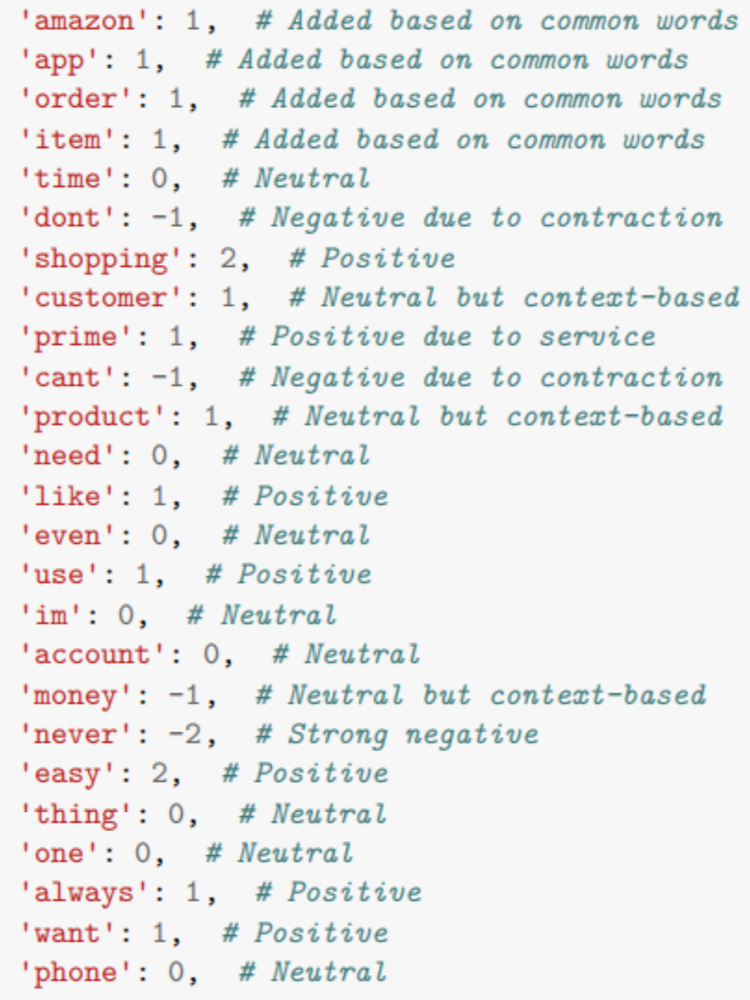 'amazon': 1,  # Added based on common words
'app': 1,  # Added based on common words
'order': 1,  # Added based on common words
'item': 1,  # Added based on common words
'time': 0,  # Neutral
'dont': -1,  # Negative due to contraction
'shopping': 2,  # Positive
'customer': 1,  # Neutral but context-based
'prime': 1,  # Positive due to service
'cant': -1,  # Negative due to contraction
'product': 1,  # Neutral but context-based
'need': 0,  # Neutral
'like': 1,  # Positive
'even': 0,  # Neutral
'use': 1,  # Positive
'im': 0,  # Neutral
'account': 0,  # Neutral
'money': -1,  # Neutral but context-based
'never': -2,  # Strong negative
'easy': 2,  # Positive
'thing': 0,  # Neutral
'one': 0,  # Neutral
'always': 1,  # Positive
'want': 1,  # Positive
'phone': 0,  # Neutral